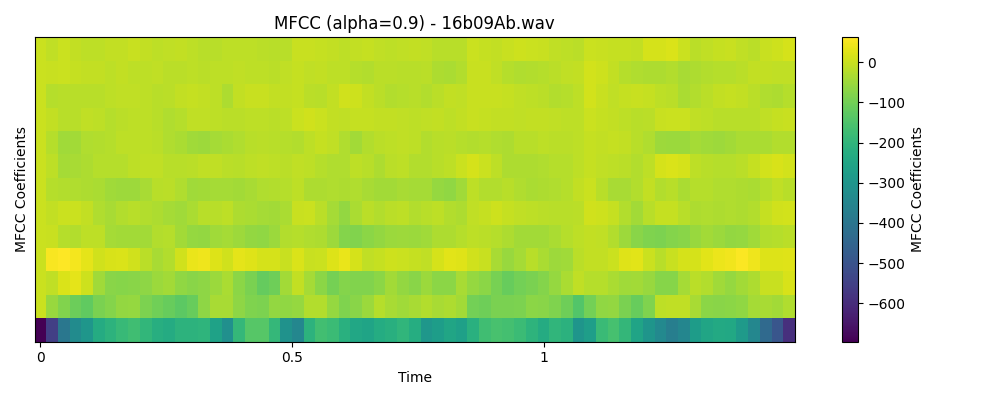 MFCC (alpha=0.9) - 16b09Ab.wav
MFCC Coefficients
0
0.5
1
Time
0
−100
−200
−300
−400
−500
−600
MFCC Coefficients